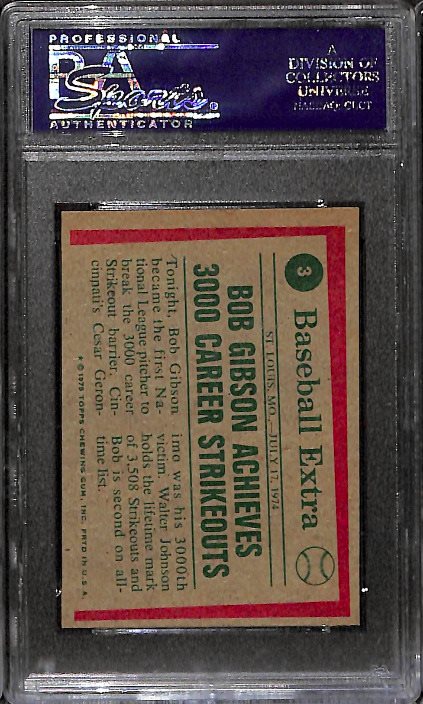 PROFESSIONAL
PSA
Sports
AUTHENTICATOR
A
DIVISION OF
COLLECTORS
UNIVERSE
NASDAQ: CLCT
3
Baseball Extra
ST. LOUIS, MO., JULY 17, 1974
BOB GIBSON ACHIEVES
3000 CAREER STRIKEOUTS
Tonight, Bob Gibson
became the first Na-
tional League pitcher to
break the 3000 career
Strikeout barrier. Cin-
cinnati's Cesar Geron-
imo was his 3000th
victim. Walter Johnson
holds the lifetime mark
of 3,508 Strikeouts and
Bob is second on all-
time list.
* © 1975 TOPPS CHEWING GUM, INC. PRTD IN U.S.A.